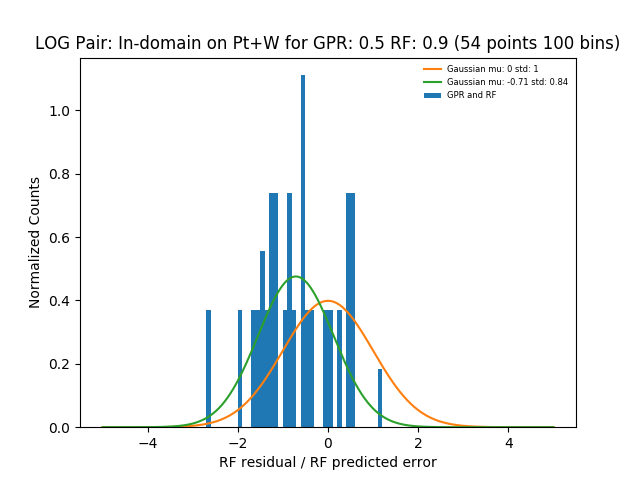 LOG Pair: In-domain on Pt+W for GPR: 0.5 RF: 0.9 (54 points 100 bins)
Gaussian mu: 0 std: 1
Gaussian mu: -0.71 std: 0.84
GPR and RF
Normalized Counts
1.0
0.8
0.6
0.4
0.2
0.0
−4 −2 0 2 4
RF residual / RF predicted error